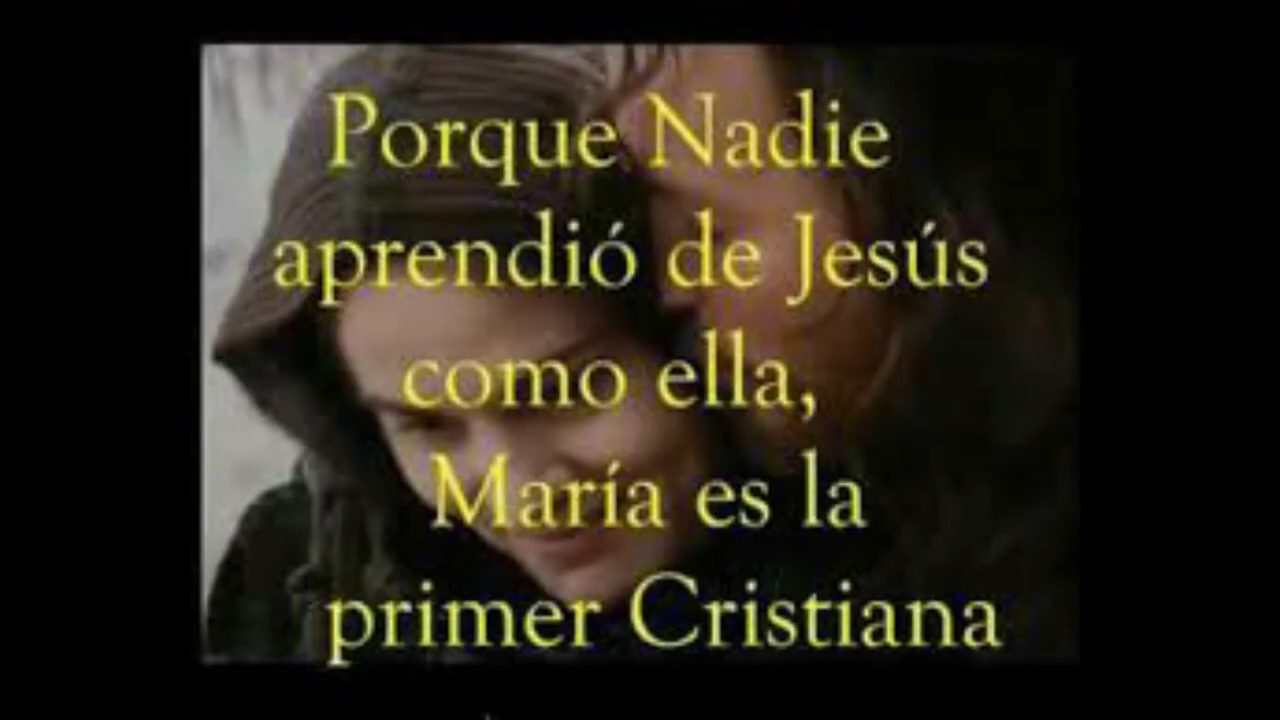 Porque Nadie
aprendió de Jesús
como ella,
María es la
primer Cristiana